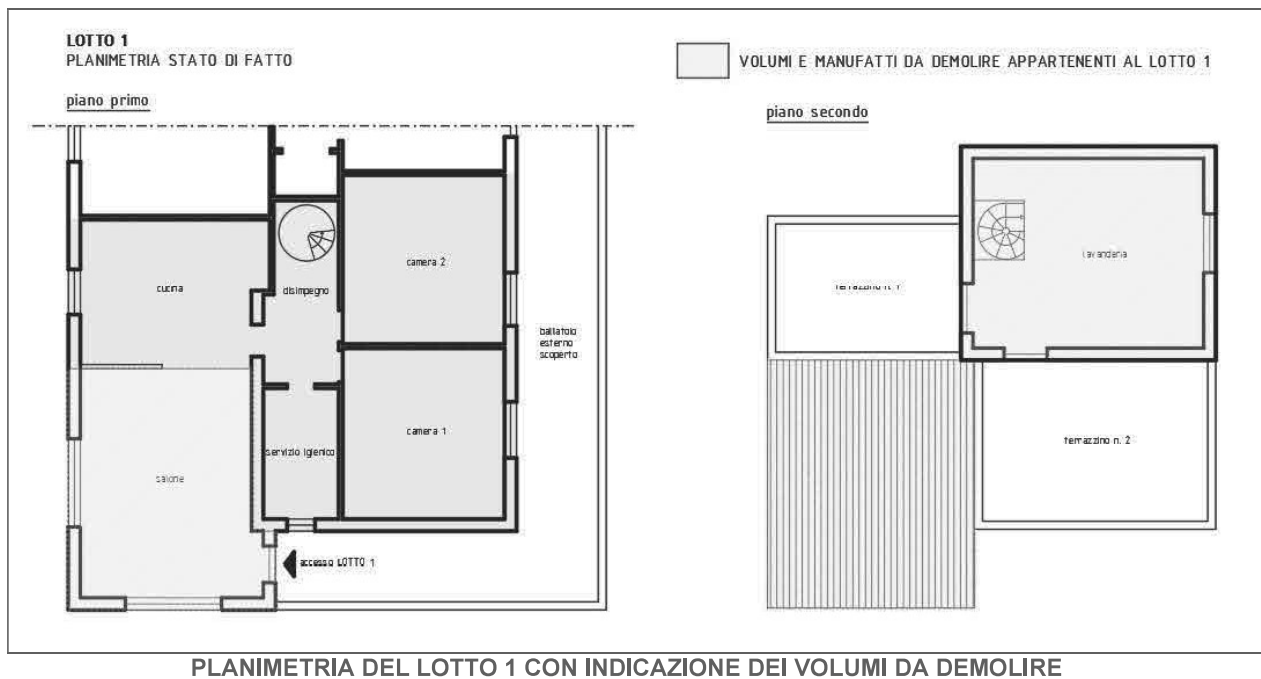 LOTTO 1
PLANIMETRIA STATO DI FATTO
VOLUMI E MANUFATTI DA DEMOLIRE APPARTENENTI AL LOTTO 1
piano primo
piano secondo
cucina
disimpegno
camera 2
ballatoio
esterno
scoperto
camera 1
servizio igienico
salone
accesso LOTTO 1
lavanderia
terrazzino n. 1
terrazzino n. 2
PLANIMETRIA DEL LOTTO 1 CON INDICAZIONE DEI VOLUMI DA DEMOLIRE